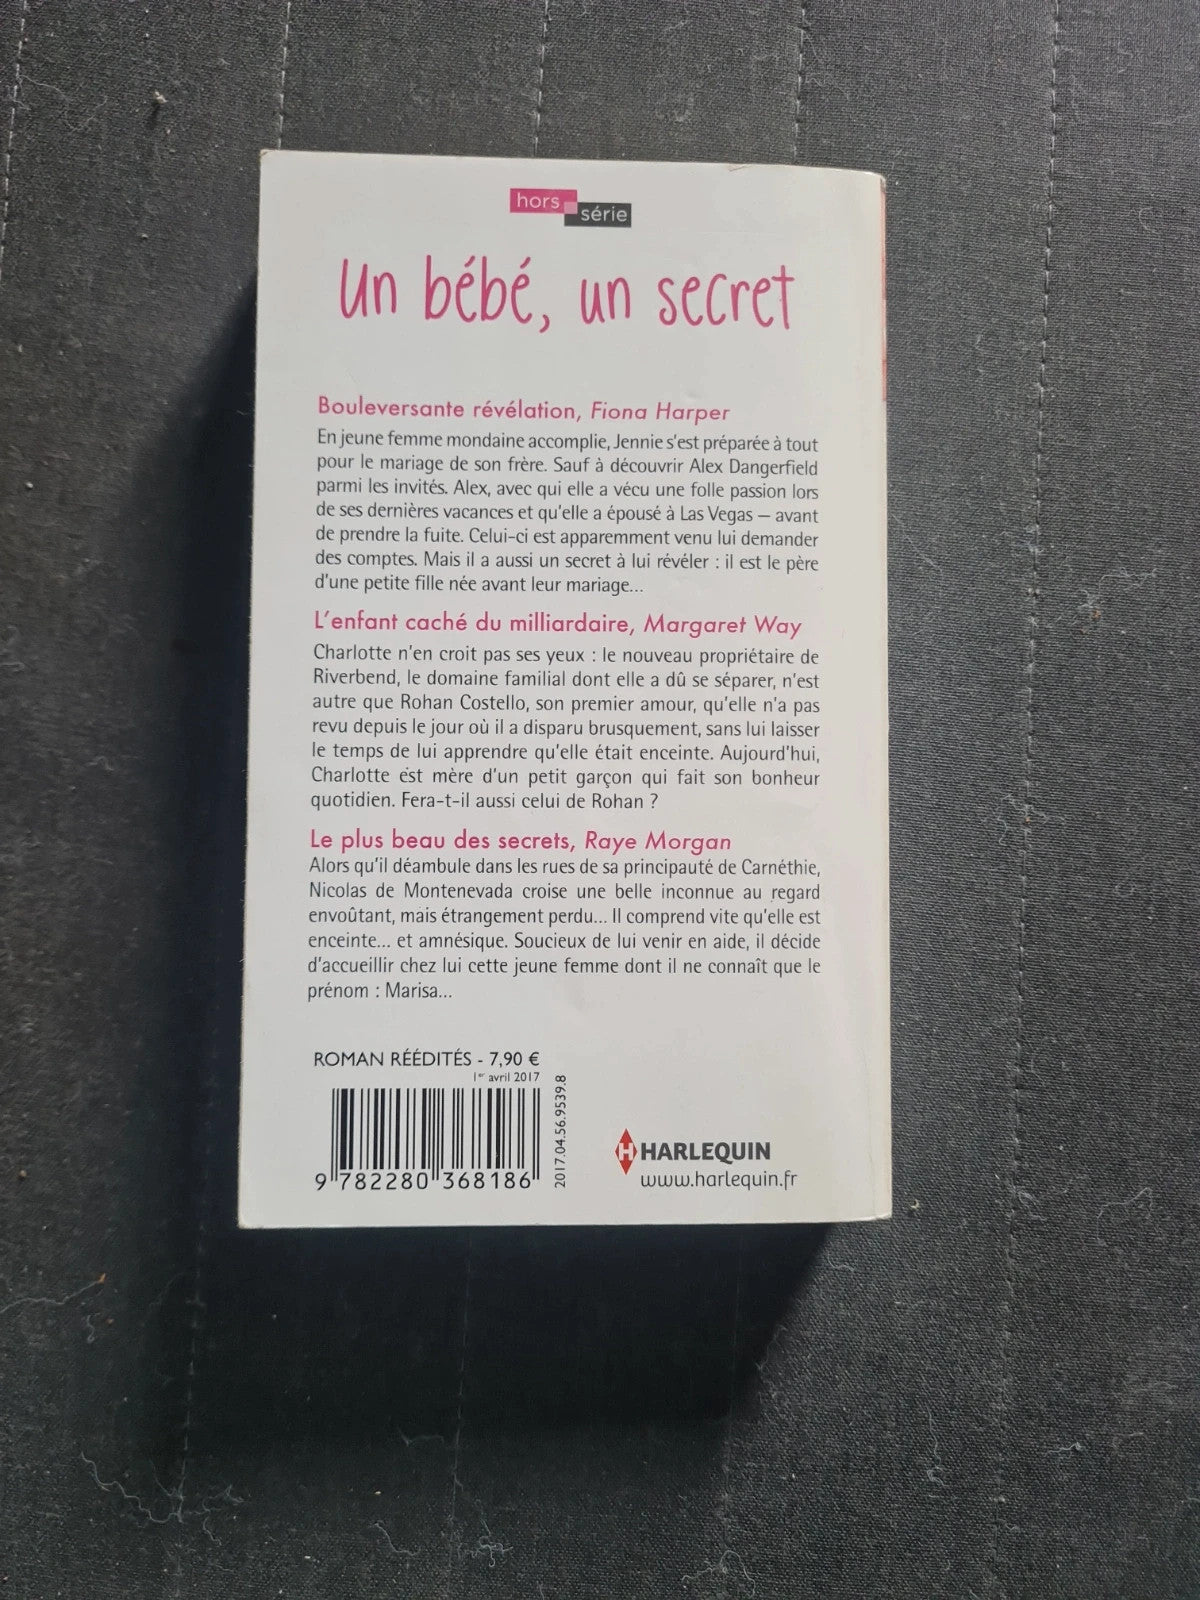 hors
série
un bébé, un secret
Bouleversante révélation, Fiona Harper
En jeune femme mondaine accomplie, Jennie s'est préparée à tout
pour le mariage de son frère. Sauf à découvrir Alex Dangerfield
parmi les invités. Alex, avec qui elle a vécu une folle passion lors
de ses dernières vacances et qu'elle a épousé à Las Vegas – avant
de prendre la fuite. Celui-ci est apparemment venu lui demander
des comptes. Mais il a aussi un secret à lui révéler : il est le père
d'une petite fille née avant leur mariage...
L'enfant caché du milliardaire, Margaret Way
Charlotte n'en croit pas ses yeux : le nouveau propriétaire de
Riverbend, le domaine familial dont elle a dû se séparer, n'est
autre que Rohan Costello, son premier amour, qu'elle n'a pas
revu depuis le jour où il a disparu brusquement, sans lui laisser
le temps de lui apprendre qu'elle était enceinte. Aujourd'hui,
Charlotte est mère d'un petit garçon qui fait son bonheur
quotidien. Fera-t-il aussi celui de Rohan ?
Le plus beau des secrets, Raye Morgan
Alors qu'il déambule dans les rues de sa principauté de Carnéthie,
Nicolas de Montenevada croise une belle inconnue au regard
envoûtant, mais étrangement perdu... Il comprend vite qu'elle est
enceinte... et amnésique. Soucieux de lui venir en aide, il décide
d'accueillir chez lui cette jeune femme dont il ne connaît que le
prénom : Marisa...
ROMAN RÉÉDITÉS - 7,90 €
1er avril 2017
9 782280 368186
2017.04.56.9539.8
H HARLEQUIN
www.harlequin.fr